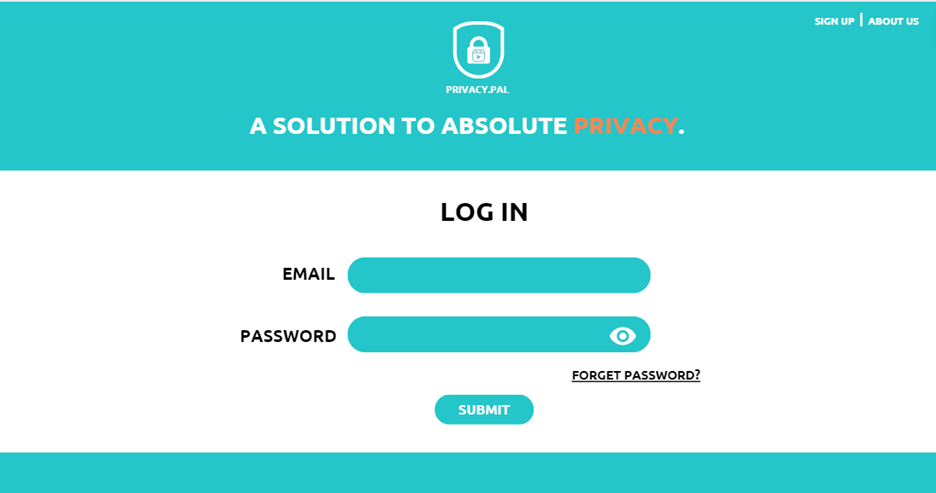 SIGN UP | ABOUT US
PRIVACY.PAL
A SOLUTION TO ABSOLUTE PRIVACY.
LOG IN
EMAIL
PASSWORD
FORGET PASSWORD?
SUBMIT